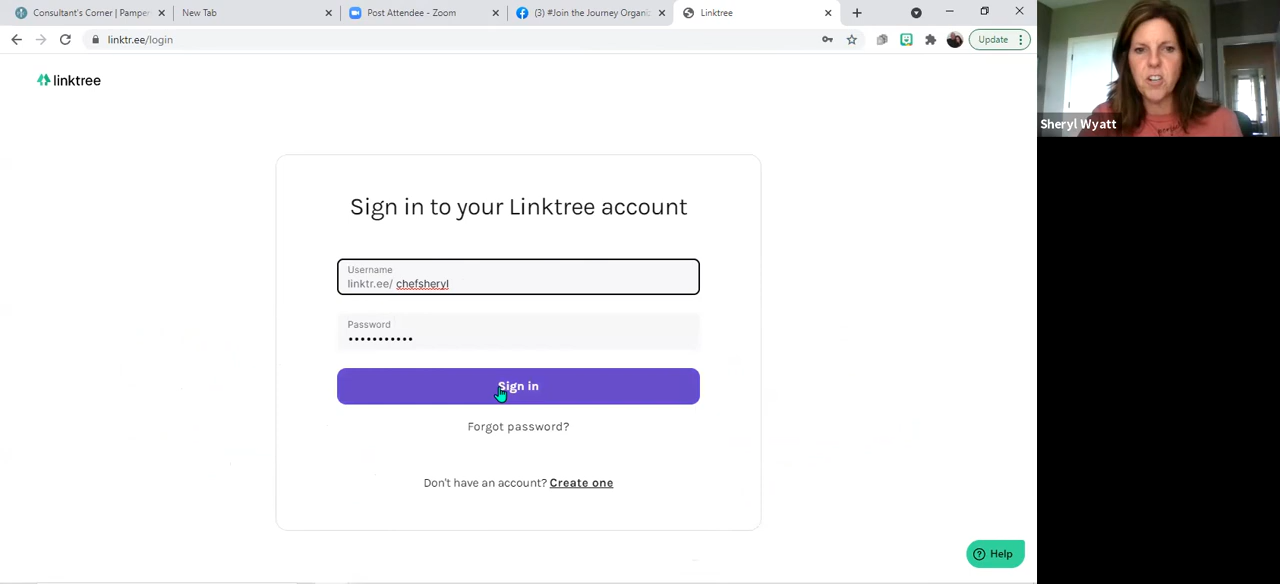 Consultant's Corner | Pamper
New Tab
Post Attendee - Zoom
(3) #Join the Journey Organi
Linktree
linktr.ee/login
Update
linktree
Sheryl Wyatt
Sign in to your Linktree account
Username
linktr.ee/ chefsheryl
Password
•••••••••••
Sign in
Forgot password?
Don't have an account? Create one
Help